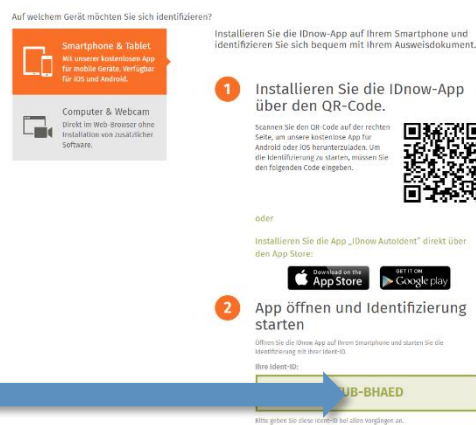 Auf welchem Gerät möchten Sie sich identifizieren?
Smartphone & Tablet
Mit unserer kostenlosen App
für mobile Geräte. Verfügbar
für iOS und Android.
Computer & Webcam
Direkt im Web-Browser ohne
Installation von zusätzlicher
Software.
Installieren Sie die IDnow-App auf Ihrem Smartphone und
identifizieren Sie sich bequem mit Ihrem Ausweisdokument.
1
Installieren Sie die IDnow-App
über den QR-Code.
Scannen Sie den QR-Code auf der rechten
Seite, um unsere kostenlose App für
Android oder iOS herunterzuladen. Um
die Identifizierung zu starten, müssen Sie
den folgenden Code eingeben.
oder
Installieren Sie die App „IDnow AutoIdent" direkt über
den App Store:
Download on the
App Store
GET IT ON
Google play
2
App öffnen und Identifizierung
starten
Öffnen Sie die IDnow App auf Ihrem Smartphone und starten Sie die
Identifizierung mit Ihrer Ident-ID.
Ihre Ident-ID:
UB-BHAED
Bitte geben Sie diese Ident-ID bei allen Vorgängen an.